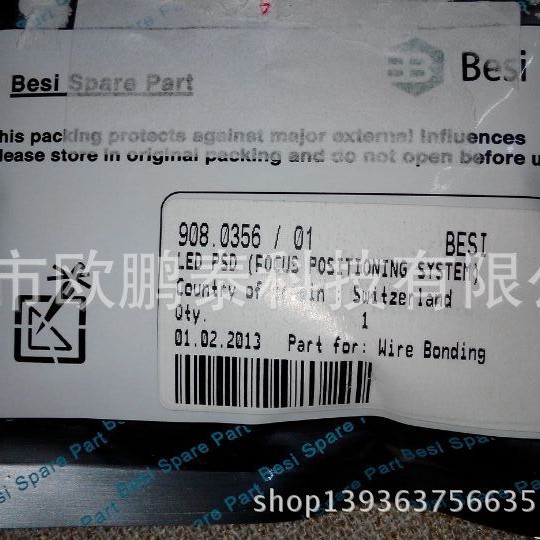 Besi Spare Part
Besi
his packing protects against major external influences
lease store in original packing and do not open before u
908.0356 / 01 BESI
LED PSD (FOCUS POSITIONING SYSTEM)
市欧鹏泰科技有限公
Country of Origin : Switzerland
Qty. 1
01.02.2013 Part for: Wire Bonding
Besi Spare Part Besi Spare Part Besi Spare Part
shop139363756635